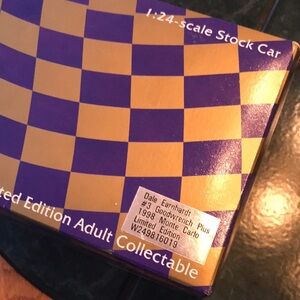 1:24-scale Stock Car
Dale Earnhardt
#3 Goodwrench Plus
1998 Monte Carlo
Limited Edition
W249816019
ted Edition Adult Collectable